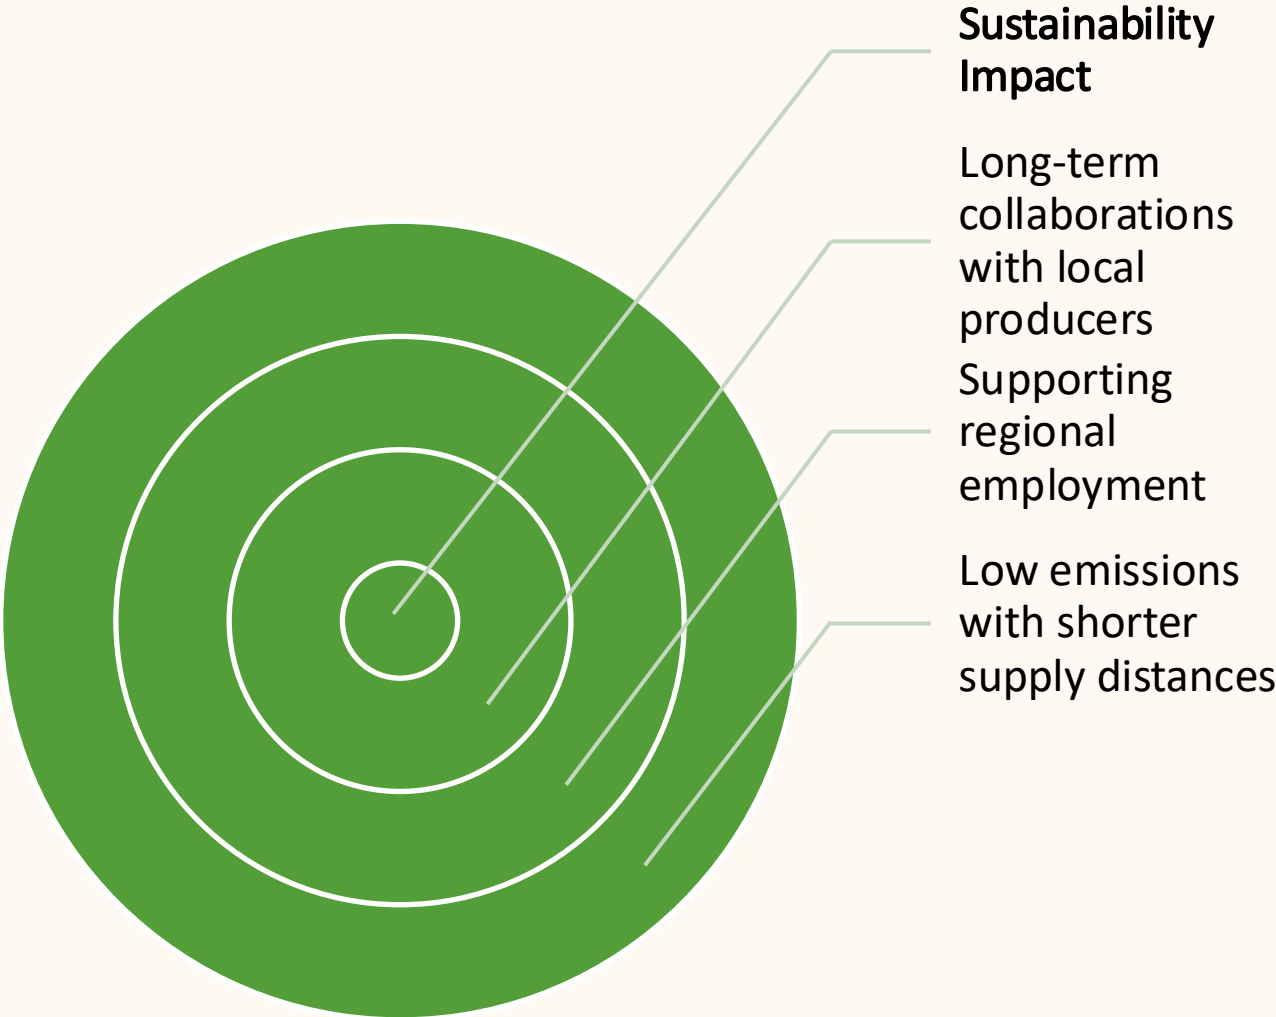 Sustainability
Impact
Long-term
collaborations
with local
producers
Supporting
regional
employment
Low emissions
with shorter
supply distances